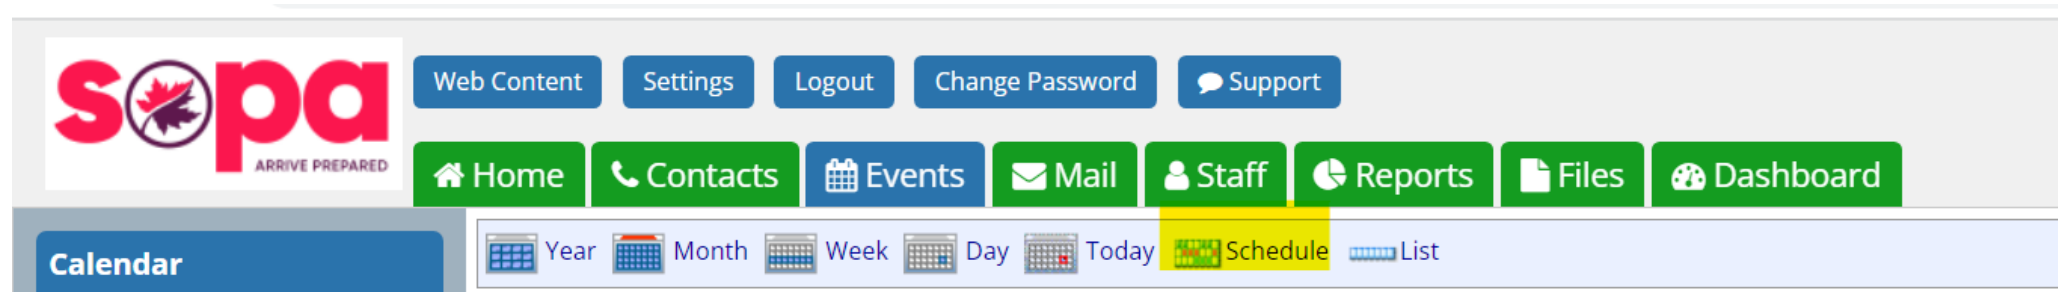 sopa
ARRIVE PREPARED
Web Content Settings Logout Change Password Support
Home Contacts Events Mail Staff Reports Files Dashboard
Calendar
Year Month Week Day Today Schedule List